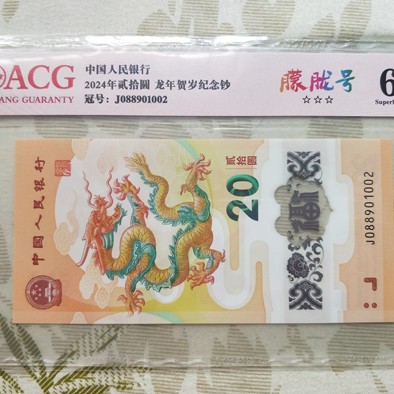 ACG
ANG GUARANTY
中国人民银行
2024年贰拾圆 龙年贺岁纪念钞
冠号: J088901002
朦胧号
☆☆☆
6
Super
中国人民银行
贰拾圆
20
J088901002